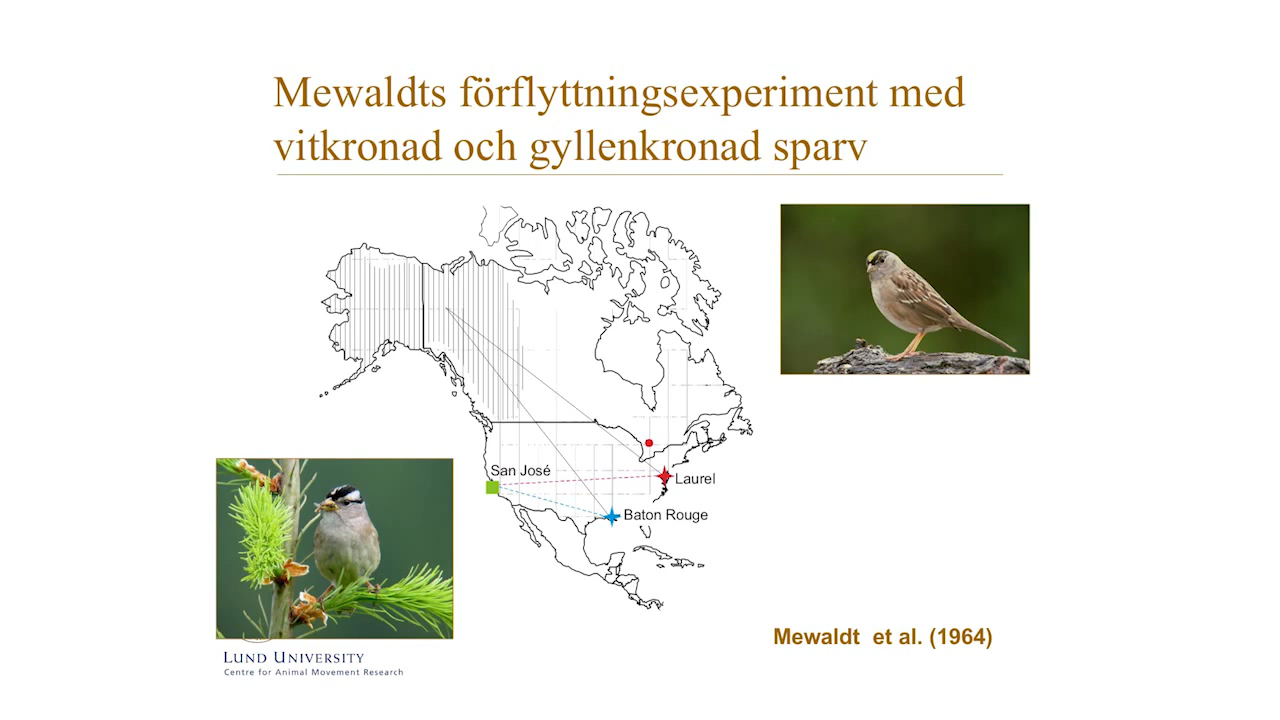 Mewaldts förflyttningsexperiment med
vitkronad och gyllenkronad sparv
San José
Laurel
Baton Rouge
Mewaldt et al. (1964)
LUND UNIVERSITY
Centre for Animal Movement Research